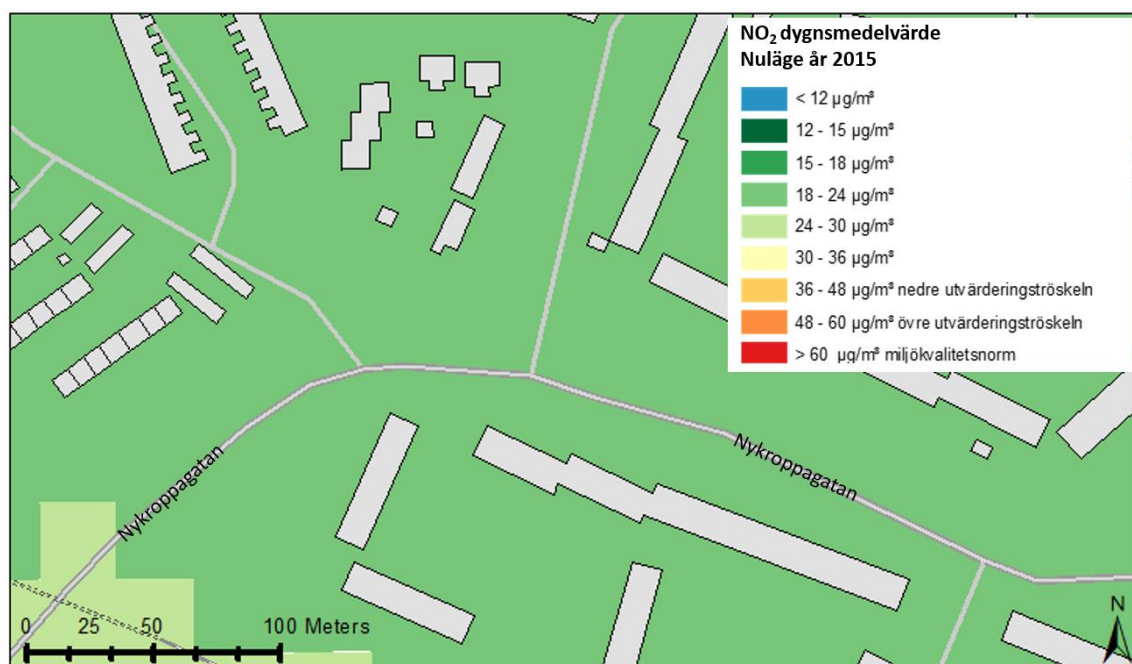 NO₂ dygnsmedelvärde
Nuläge år 2015
< 12 µg/m³
12 - 15 µg/m³
15 - 18 µg/m³
18 - 24 µg/m³
24 - 30 µg/m³
30 - 36 µg/m³
36 - 48 µg/m³ nedre utvärderingströskeln
48 - 60 µg/m³ övre utvärderingströskeln
> 60 µg/m³ miljökvalitetsnorm
Nykroppagatan
Nykroppagatan
0 25 50 100 Meters
N